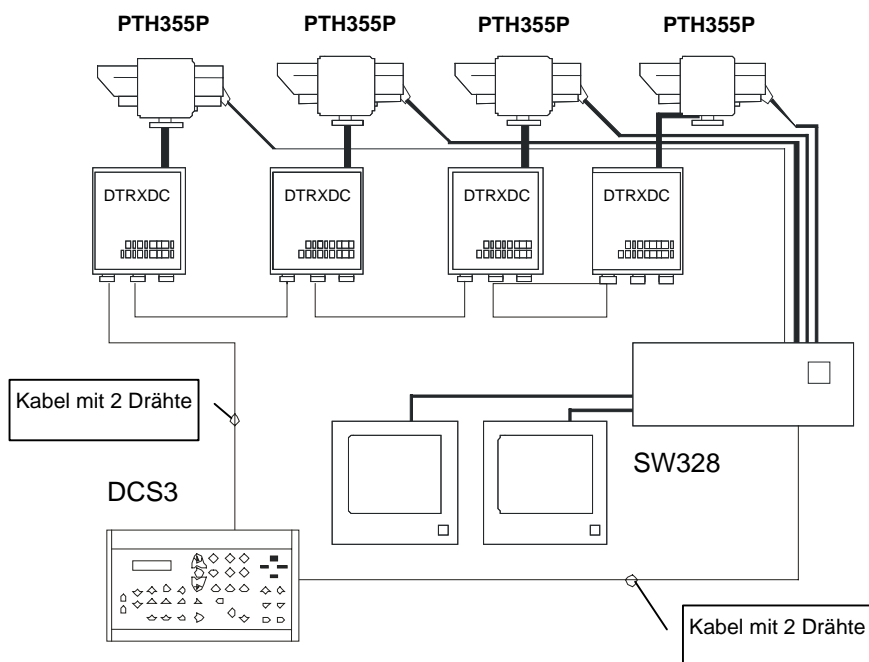 PTH355P PTH355P PTH355P PTH355P
DTRXDC DTRXDC DTRXDC DTRXDC
Kabel mit 2 Drähte
SW328
DCS3
Kabel mit 2 Drähte